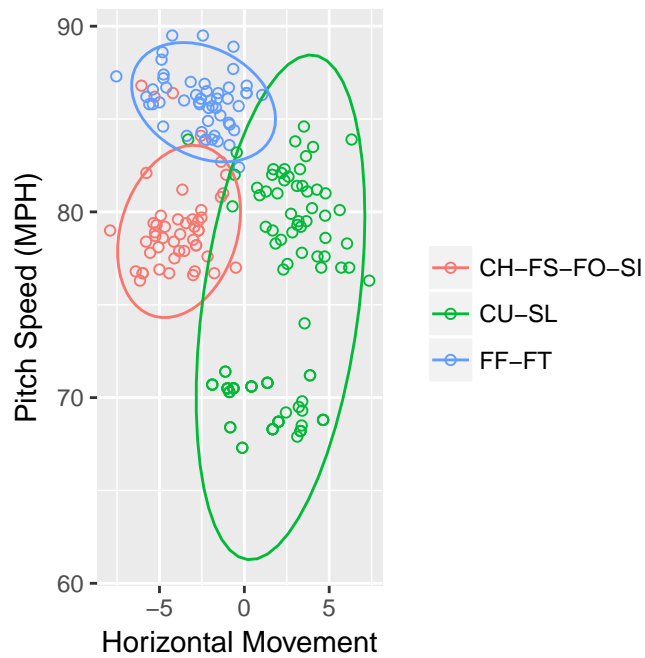 90
80
70
60
Pitch Speed (MPH)
−5
0
5
Horizontal Movement
CH−FS−FO−SI
CU−SL
FF−FT